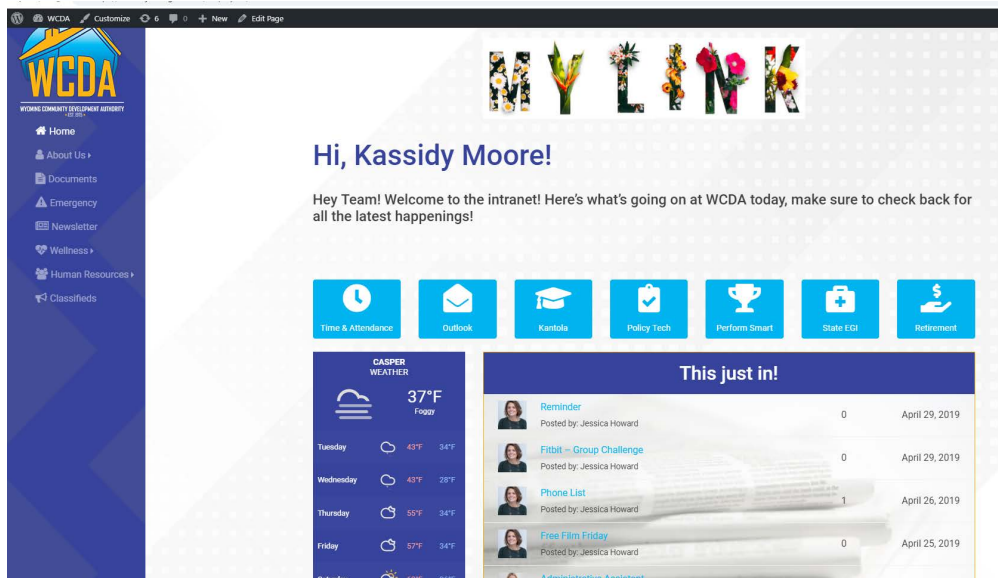 WCDA Customize 6 0 + New Edit Page
WCDA
WYOMING COMMUNITY DEVELOPMENT AUTHORITY
Home
About Us
Documents
Emergency
Newsletter
Wellness
Human Resources
Classifieds
MY LINK
Hi, Kassidy Moore!
Hey Team! Welcome to the intranet! Here's what's going on at WCDA today, make sure to check back for
all the latest happenings!
Time & Attendance
Outlook
Kantola
Policy Tech
Perform Smart
State EGI
Retirement
CASPER
WEATHER
37°F
Foggy
Tuesday 43°F 34°F
Wednesday 43°F 28°F
Thursday 55°F 34°F
Friday 57°F 34°F
This just in!
Reminder
Posted by: Jessica Howard
0 April 29, 2019
Fitbit – Group Challenge
Posted by: Jessica Howard
0 April 29, 2019
Phone List
Posted by: Jessica Howard
1 April 26, 2019
Free Film Friday
Posted by: Jessica Howard
0 April 25, 2019
Administrative Assistant